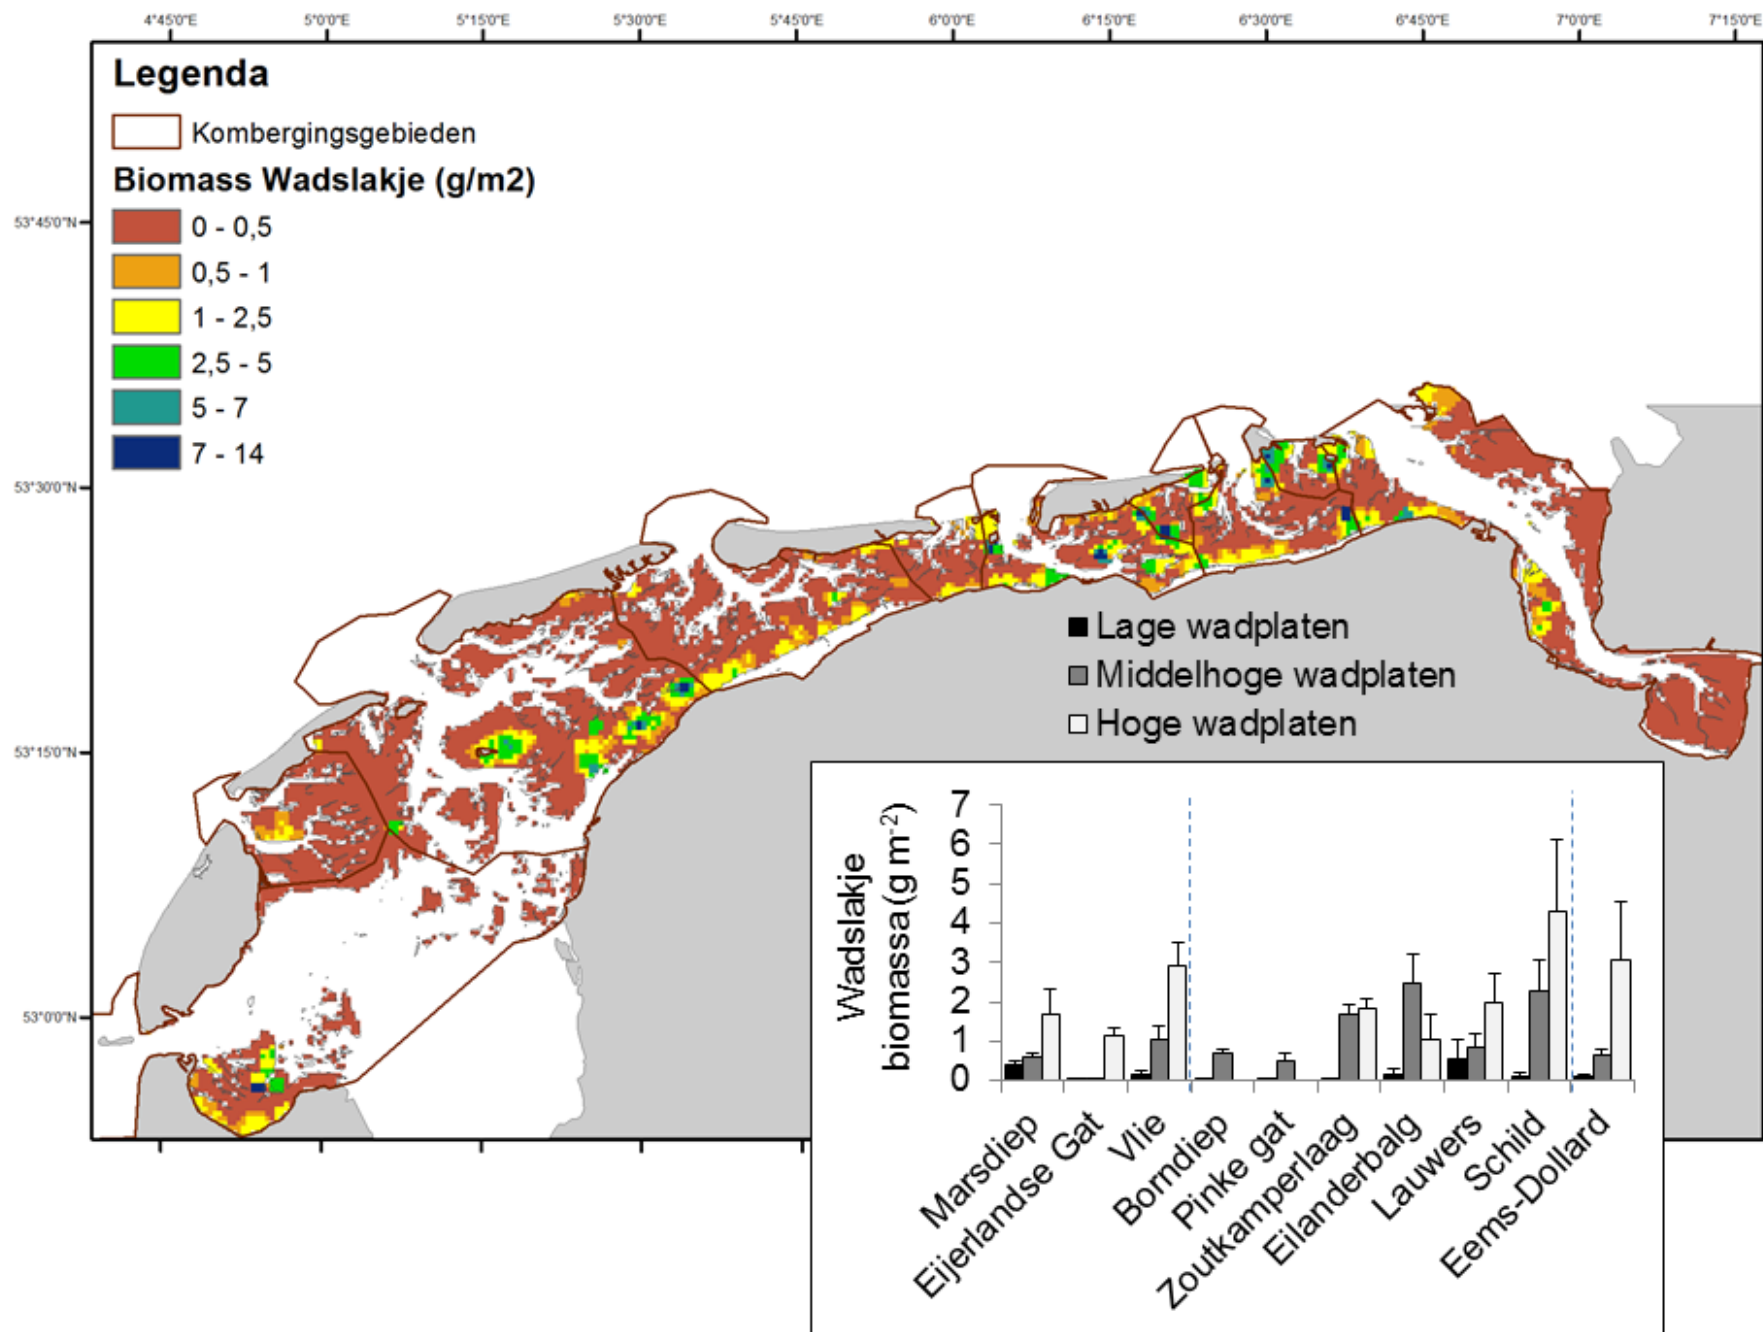 4°45'0"E 5°0'0"E 5°15'0"E 5°30'0"E 5°45'0"E 6°0'0"E 6°15'0"E 6°30'0"E 6°45'0"E 7°0'0"E 7°15'0"E
Legenda
Kombergingsgebieden
Biomass Wadslakje (g/m2)
0 - 0,5
0,5 - 1
1 - 2,5
2,5 - 5
5 - 7
7 - 14
53°45'0"N
53°30'0"N
53°15'0"N
53°0'0"N
Lage wadplaten
Middelhoge wadplaten
Hoge wadplaten
Wadslakje
biomassa (g m-2)
7
6
5
4
3
2
1
0
Marsdiep
Eijerlandse Gat
Vlie
Borndiep
Pinke gat
Zoutkamperlaag
Eilanderbalg
Lauwers
Schild
Eems-Dollard